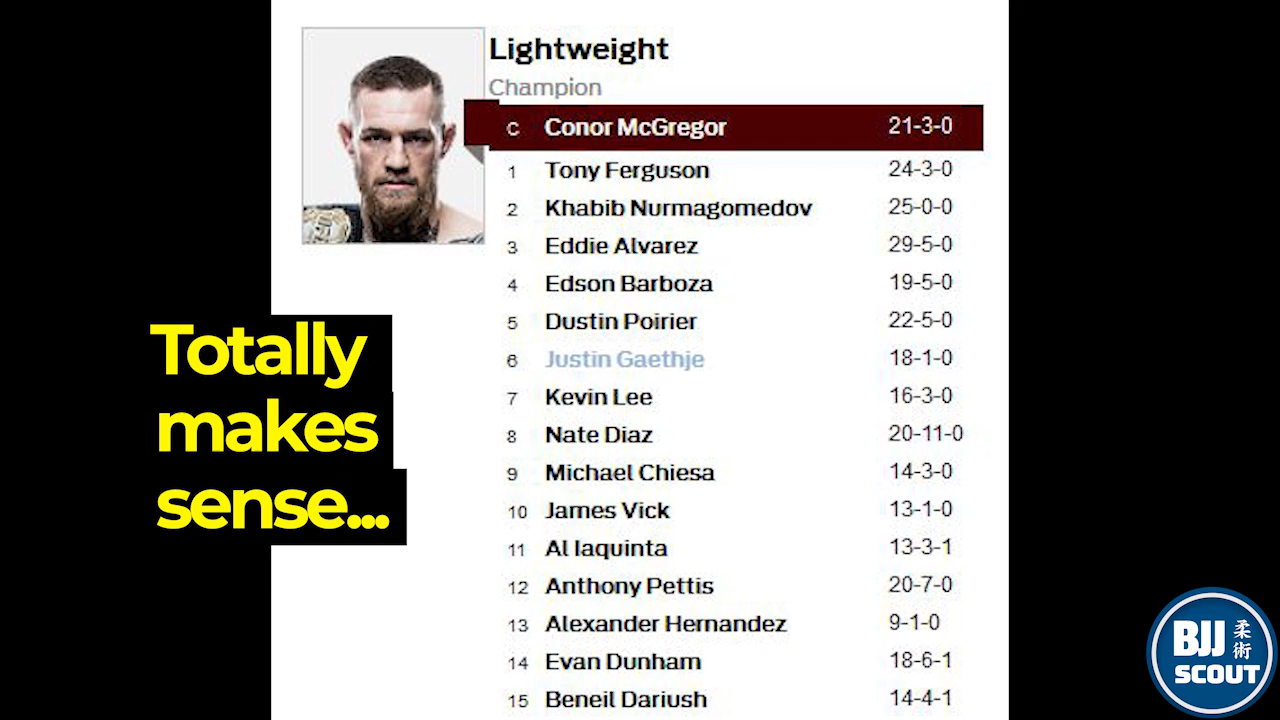 Lightweight
Champion
C Conor McGregor 21-3-0
1 Tony Ferguson 24-3-0
2 Khabib Nurmagomedov 25-0-0
3 Eddie Alvarez 29-5-0
4 Edson Barboza 19-5-0
5 Dustin Poirier 22-5-0
6 Justin Gaethje 18-1-0
7 Kevin Lee 16-3-0
8 Nate Diaz 20-11-0
9 Michael Chiesa 14-3-0
10 James Vick 13-1-0
11 Al Iaquinta 13-3-1
12 Anthony Pettis 20-7-0
13 Alexander Hernandez 9-1-0
14 Evan Dunham 18-6-1
15 Beneil Dariush 14-4-1
Totally
makes
sense...
BJJ 柔術
SCOUT